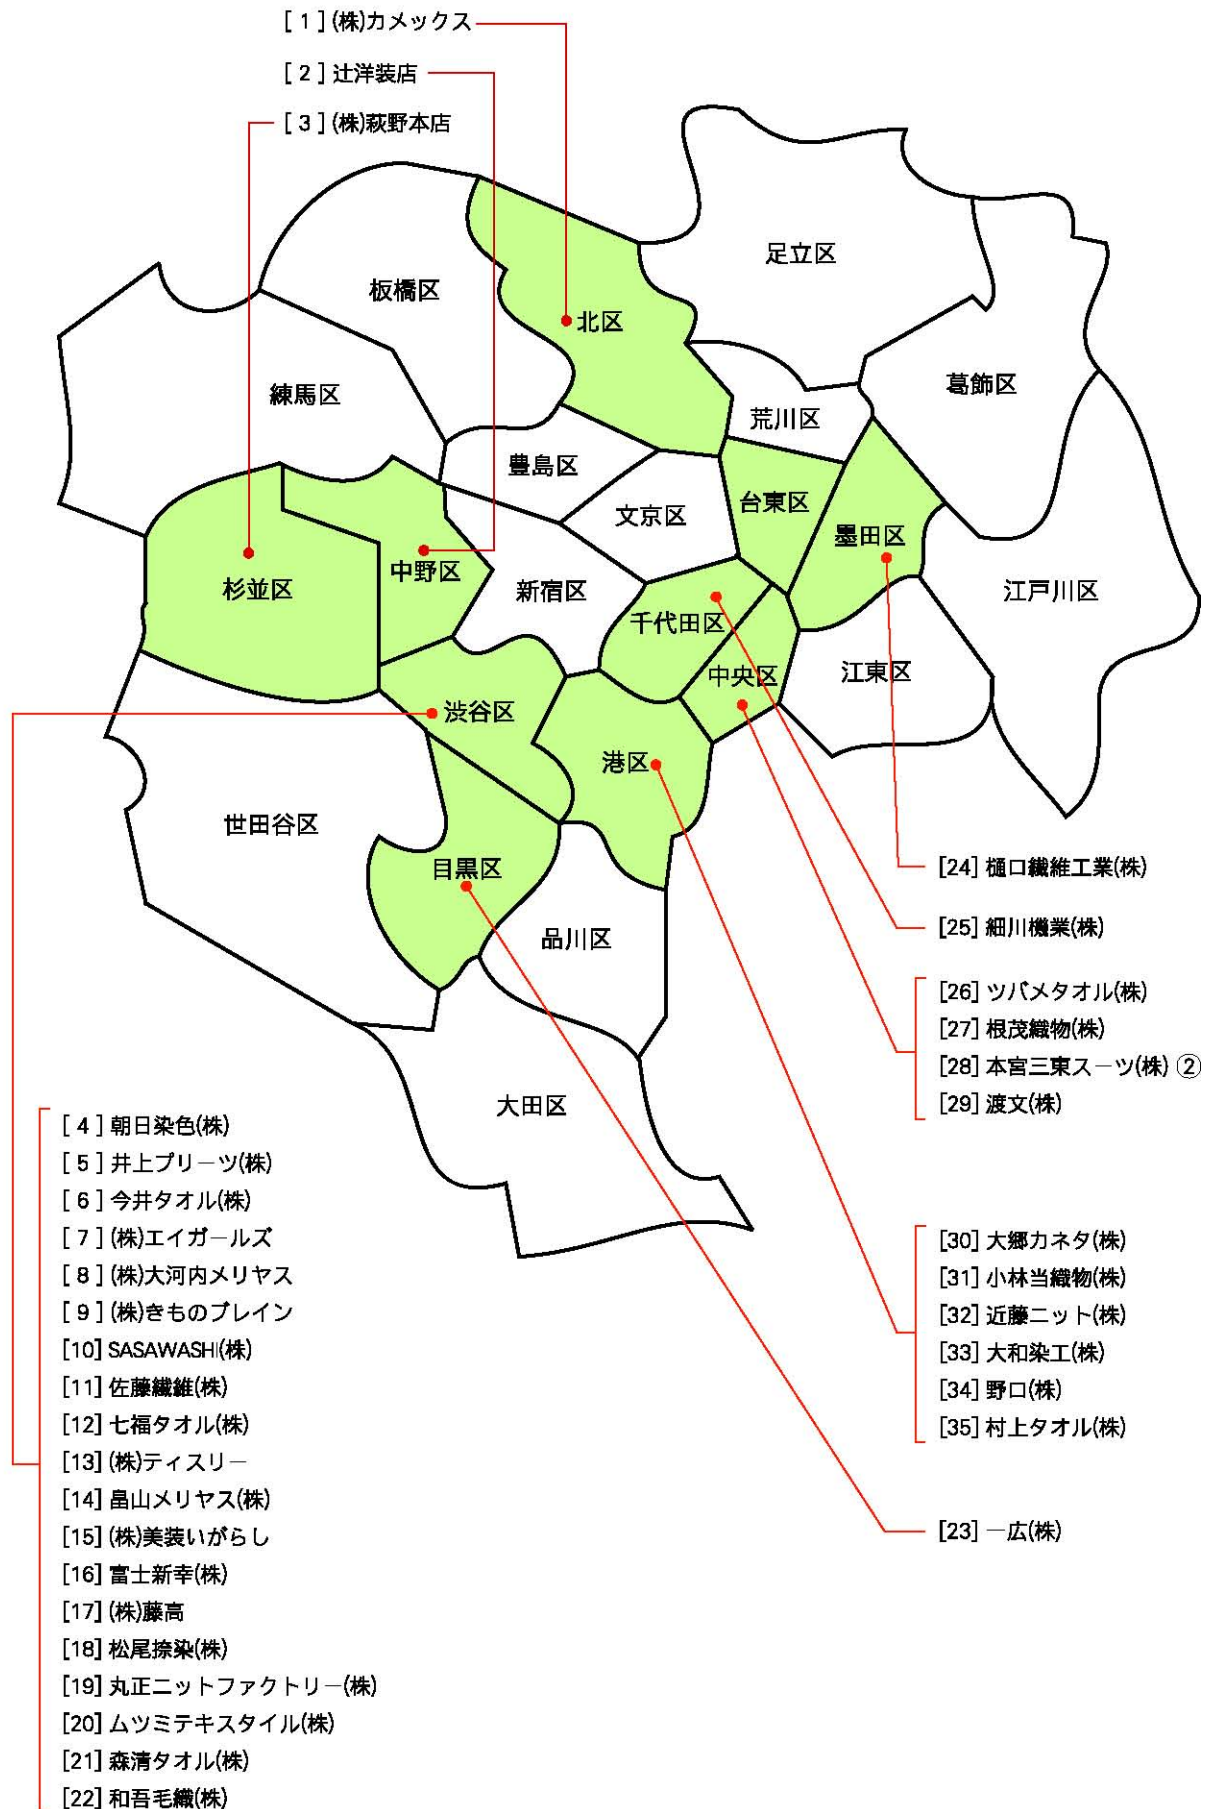 [ 1 ] (株)カメックス
[ 2 ] 辻洋装店
[ 3 ] (株)萩野本店
足立区
板橋区
北区
葛飾区
練馬区
荒川区
豊島区
台東区
文京区
墨田区
中野区
杉並区
新宿区
江戸川区
千代田区
江東区
中央区
渋谷区
港区
世田谷区
目黒区
品川区
大田区
[24] 樋口繊維工業(株)
[25] 細川機業(株)
[26] ツバメタオル(株)
[27] 根茂織物(株)
[28] 本宮三東スーツ(株) ②
[29] 渡文(株)
[30] 大郷カネタ(株)
[31] 小林当織物(株)
[32] 近藤ニット(株)
[33] 大和染工(株)
[34] 野口(株)
[35] 村上タオル(株)
[23] 一広(株)
[ 4 ] 朝日染色(株)
[ 5 ] 井上プリーツ(株)
[ 6 ] 今井タオル(株)
[ 7 ] (株)エイガールズ
[ 8 ] (株)大河内メリヤス
[ 9 ] (株)きものブレイン
[10] SASAWASHI(株)
[11] 佐藤繊維(株)
[12] 七福タオル(株)
[13] (株)ティスリー
[14] 畠山メリヤス(株)
[15] (株)美装いがらし
[16] 富士新幸(株)
[17] (株)藤高
[18] 松尾捺染(株)
[19] 丸正ニットファクトリー(株)
[20] ムツミテキスタイル(株)
[21] 森清タオル(株)
[22] 和吾毛織(株)